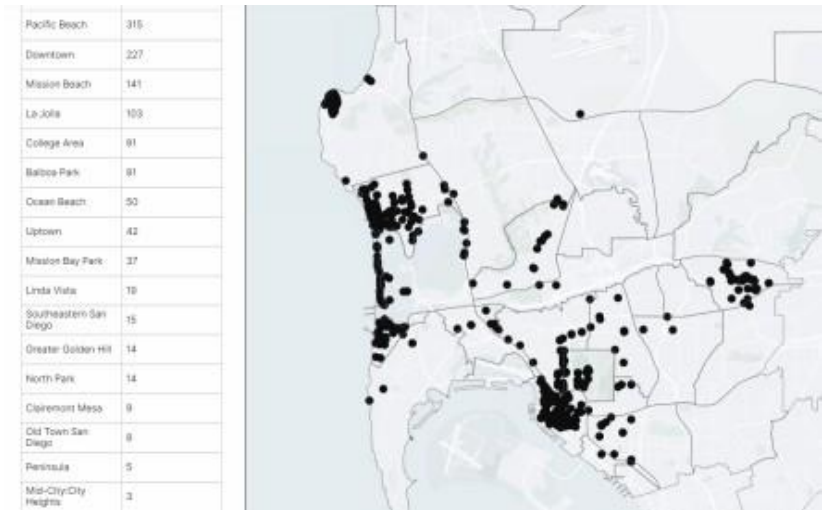 Pacific Beach 315
Downtown 227
Mission Beach 141
La Jolla 103
College Area 91
Balboa Park 91
Ocean Beach 50
Uptown 42
Mission Bay Park 37
Linda Vista 19
Southeastern San
Diego 15
Greater Golden Hill 14
North Park 14
Clairemont Mesa 9
Old Town San
Diego 8
Peninsula 5
Mid-City:City
Heights 3